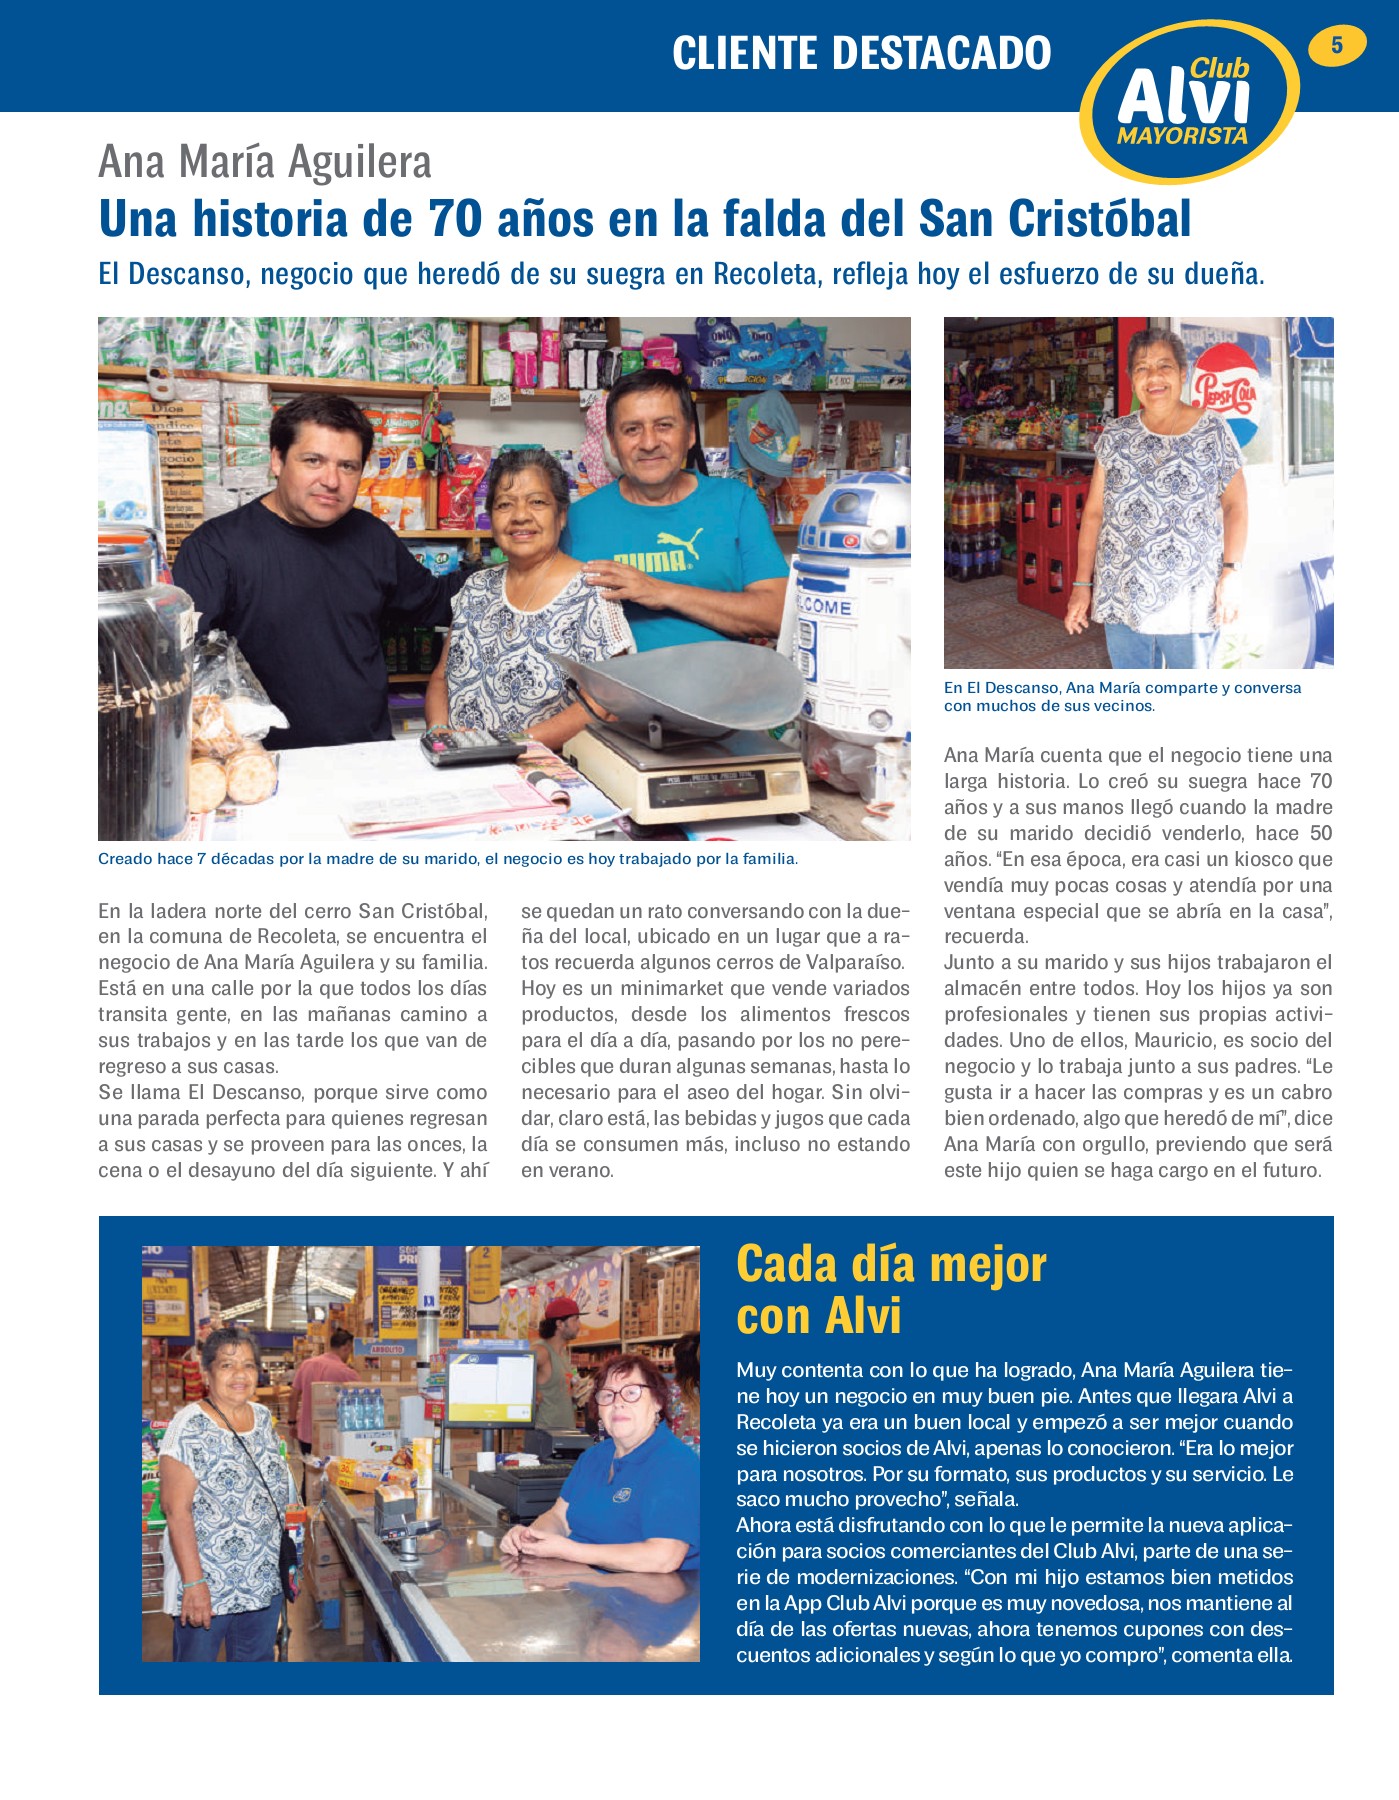 CLIENTE DESTACADO
Club
Alvi
MAYORISTA
5
Ana María Aguilera
Una historia de 70 años en la falda del San Cristóbal
El Descanso, negocio que heredó de su suegra en Recoleta, refleja hoy el esfuerzo de su dueña.
PUMA
PEPSI-COLA
Creado hace 7 décadas por la madre de su marido, el negocio es hoy trabajado por la familia.
En El Descanso, Ana María comparte y conversa
con muchos de sus vecinos.
En la ladera norte del cerro San Cristóbal,
en la comuna de Recoleta, se encuentra el
negocio de Ana María Aguilera y su familia.
Está en una calle por la que todos los días
transita gente, en las mañanas camino a
sus trabajos y en las tarde los que van de
regreso a sus casas.
Se llama El Descanso, porque sirve como
una parada perfecta para quienes regresan
a sus casas y se proveen para las onces, la
cena o el desayuno del día siguiente. Y ahí
se quedan un rato conversando con la due-
ña del local, ubicado en un lugar que a ra-
tos recuerda algunos cerros de Valparaíso.
Hoy es un minimarket que vende variados
productos, desde los alimentos frescos
para el día a día, pasando por los no pere-
cibles que duran algunas semanas, hasta lo
necesario para el aseo del hogar. Sin olvi-
dar, claro está, las bebidas y jugos que cada
día se consumen más, incluso no estando
en verano.
Ana María cuenta que el negocio tiene una
larga historia. Lo creó su suegra hace 70
años y a sus manos llegó cuando la madre
de su marido decidió venderlo, hace 50
años. “En esa época, era casi un kiosco que
vendía muy pocas cosas y atendía por una
ventana especial que se abría en la casa”,
recuerda.
Junto a su marido y sus hijos trabajaron el
almacén entre todos. Hoy los hijos ya son
profesionales y tienen sus propias activi-
dades. Uno de ellos, Mauricio, es socio del
negocio y lo trabaja junto a sus padres. “Le
gusta ir a hacer las compras y es un cabro
bien ordenado, algo que heredó de mí”, dice
Ana María con orgullo, previendo que será
este hijo quien se haga cargo en el futuro.
Cada día mejor
con Alvi
Muy contenta con lo que ha logrado, Ana María Aguilera tie-
ne hoy un negocio en muy buen pie. Antes que llegara Alvi a
Recoleta ya era un buen local y empezó a ser mejor cuando
se hicieron socios de Alvi, apenas lo conocieron. “Era lo mejor
para nosotros. Por su formato, sus productos y su servicio. Le
saco mucho provecho”, señala.
Ahora está disfrutando con lo que le permite la nueva aplica-
ción para socios comerciantes del Club Alvi, parte de una se-
rie de modernizaciones. “Con mi hijo estamos bien metidos
en la App Club Alvi porque es muy novedosa, nos mantiene al
día de las ofertas nuevas, ahora tenemos cupones con des-
cuentos adicionales y según lo que yo compro”, comenta ella.